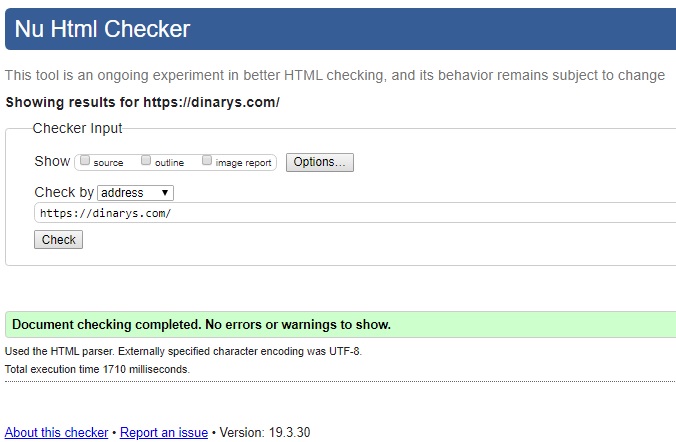 Nu Html Checker
This tool is an ongoing experiment in better HTML checking, and its behavior remains subject to change
Showing results for https://dinarys.com/
Checker Input
Show source outline image report Options...
Check by address
https://dinarys.com/
Check
Document checking completed. No errors or warnings to show.
Used the HTML parser. Externally specified character encoding was UTF-8.
Total execution time 1710 milliseconds.
About this checker • Report an issue • Version: 19.3.30